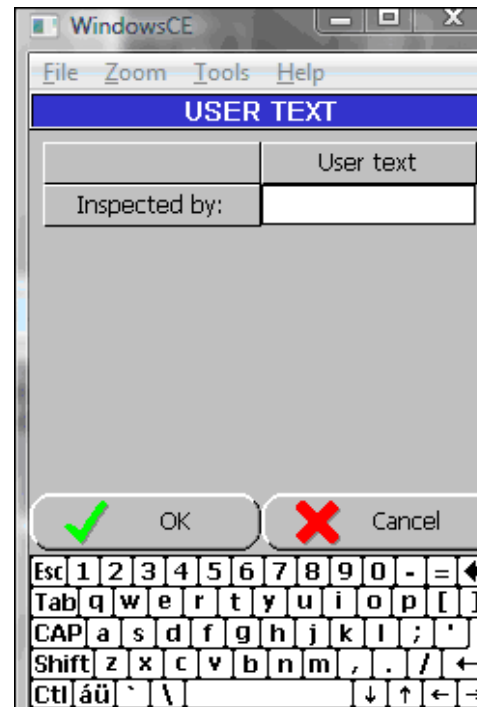 WindowsCE
File Zoom Tools Help
USER TEXT
User text
Inspected by:
OK Cancel
Esc 1 2 3 4 5 6 7 8 9 0 - =
Tab q w e r t y u i o p [ ]
CAP a s d f g h j k l ; '
Shift z x c v b n m , . / ←
Ctl áü ` \ ↓ ↑ ← →